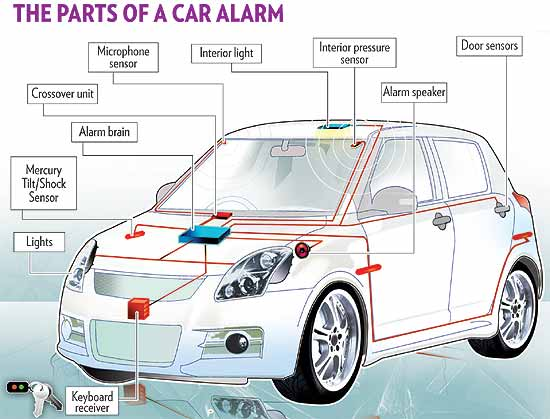 THE PARTS OF A CAR ALARM
Microphone
sensor
Interior light
Interior pressure
sensor
Door sensors
Crossover unit
Alarm speaker
Alarm brain
Mercury
Tilt/Shock
Sensor
Lights
Keyboard
receiver